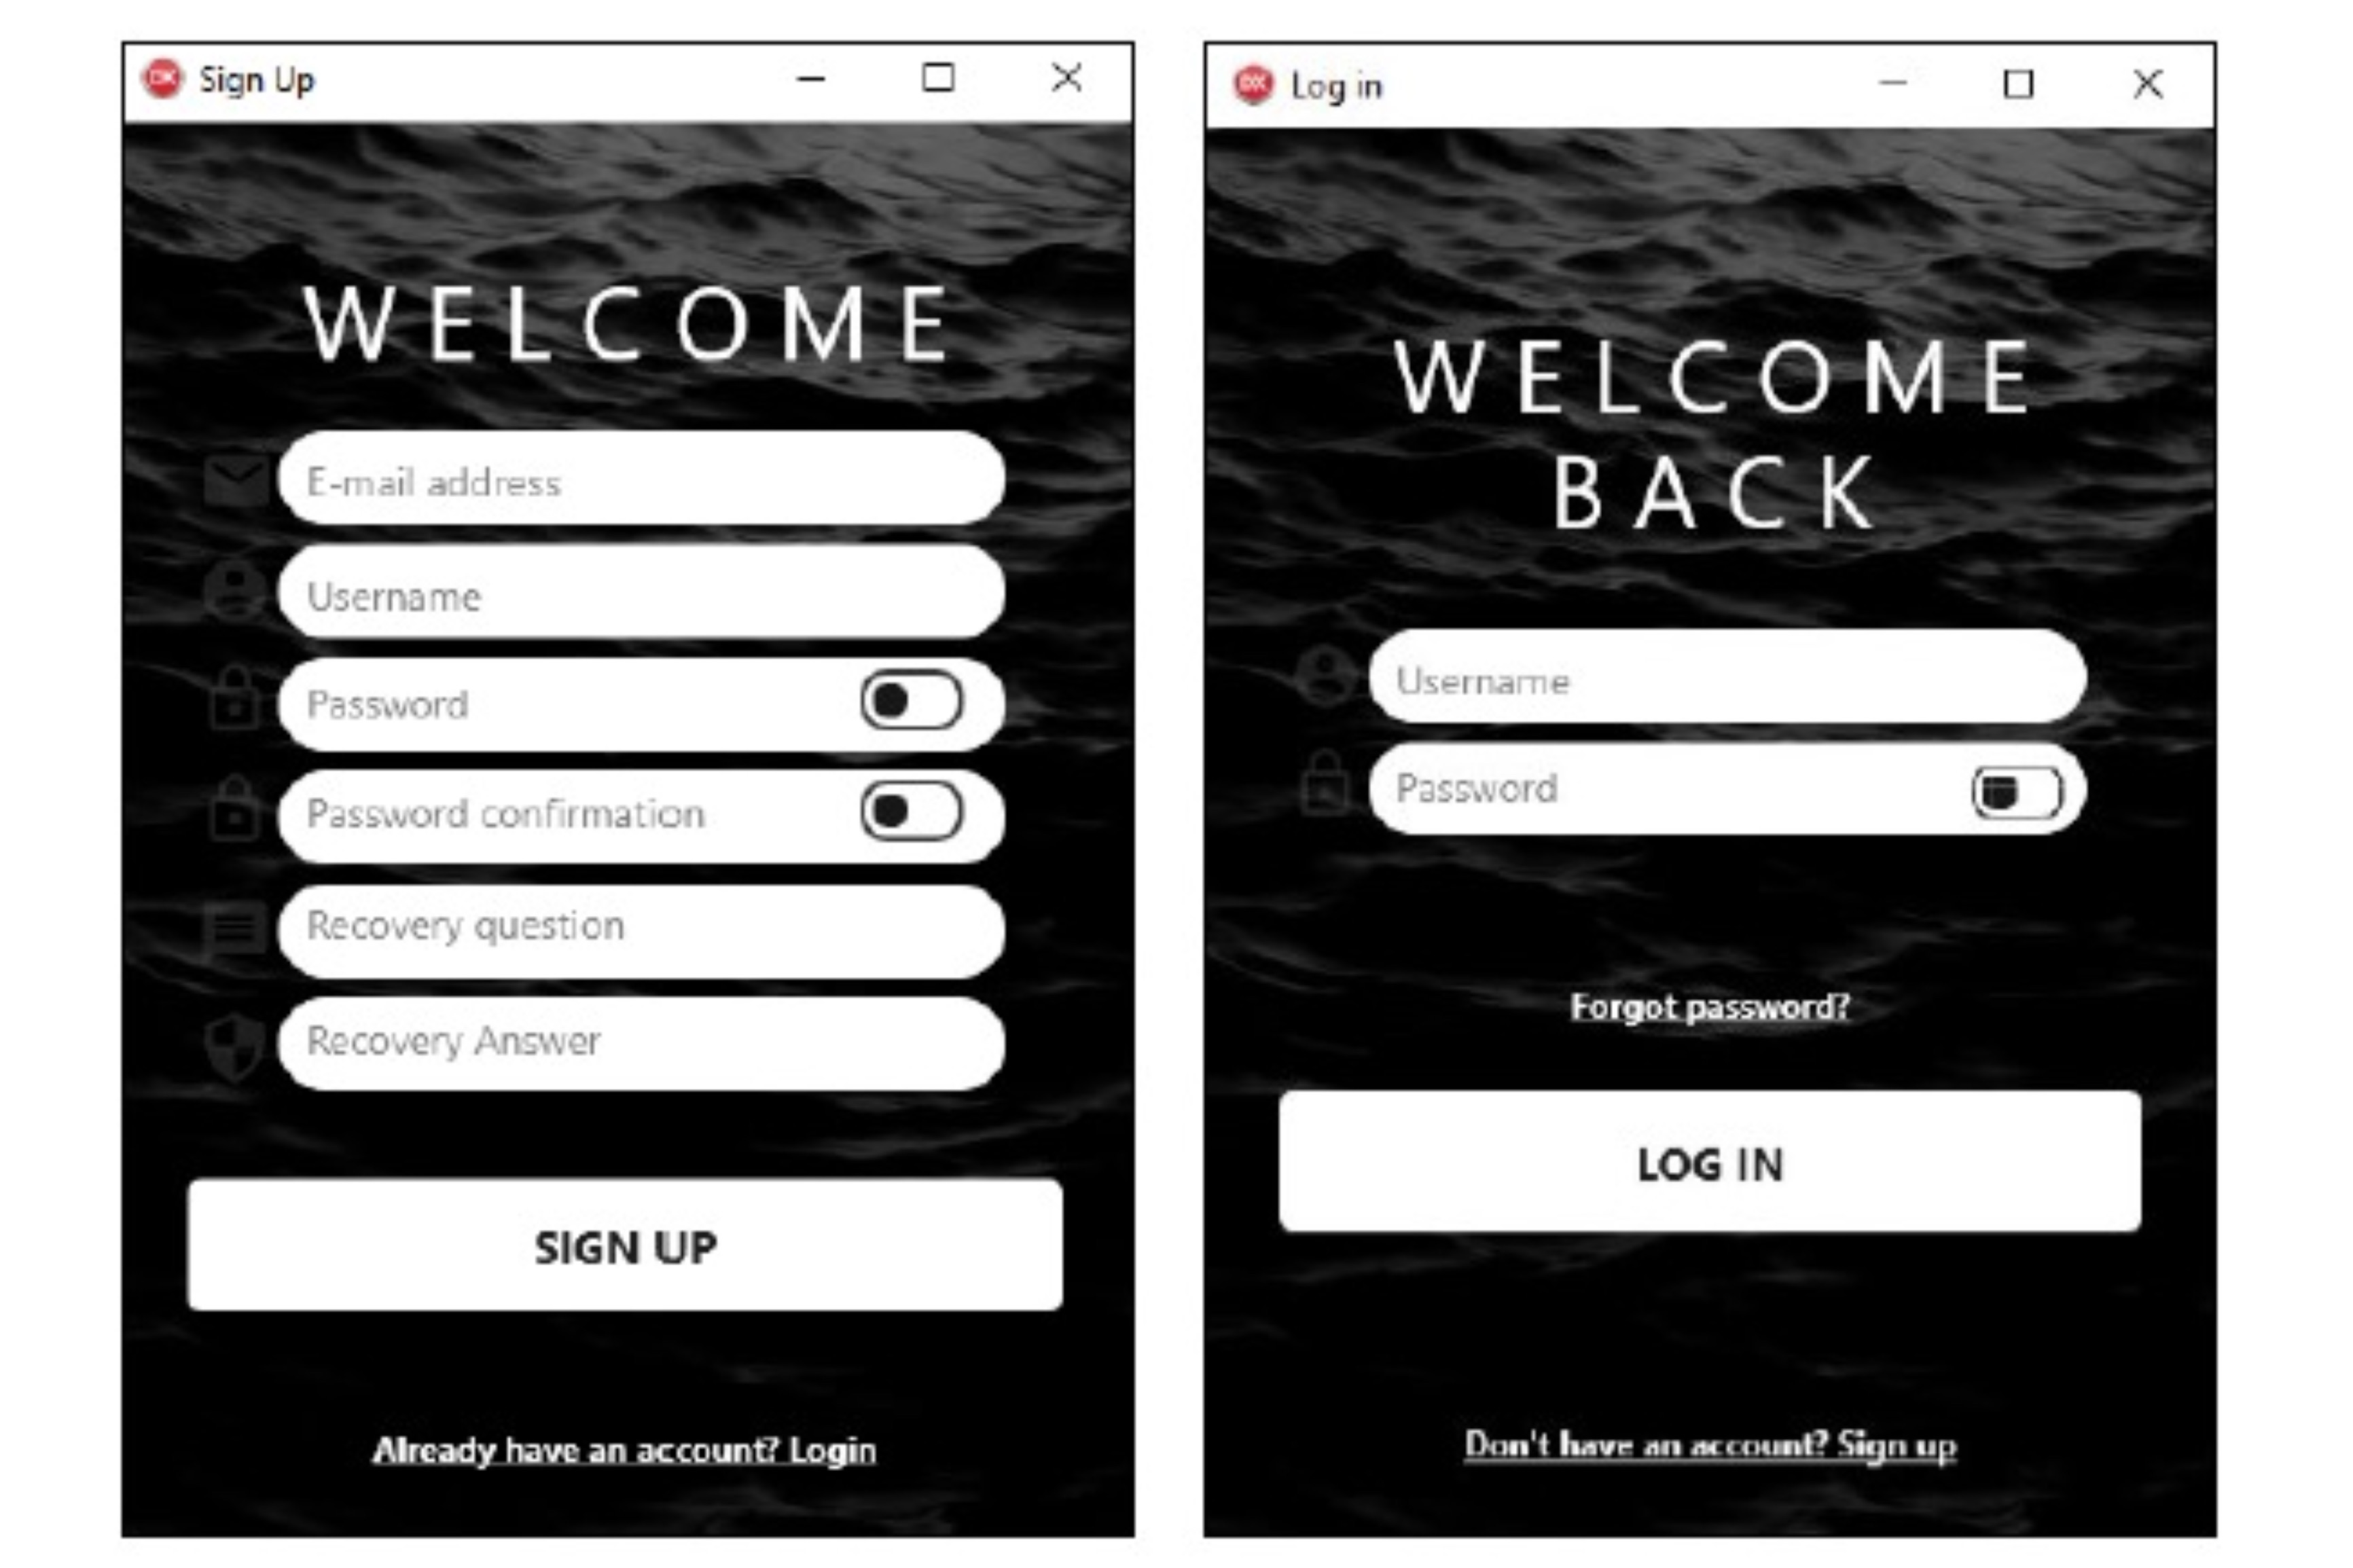 Sign Up
WELCOME
E-mail address
Username
Password
Password confirmation
Recovery question
Recovery Answer
SIGN UP
Already have an account? Login
Log in
WELCOME
BACK
Username
Password
Forgot password?
LOG IN
Don't have an account? Sign up